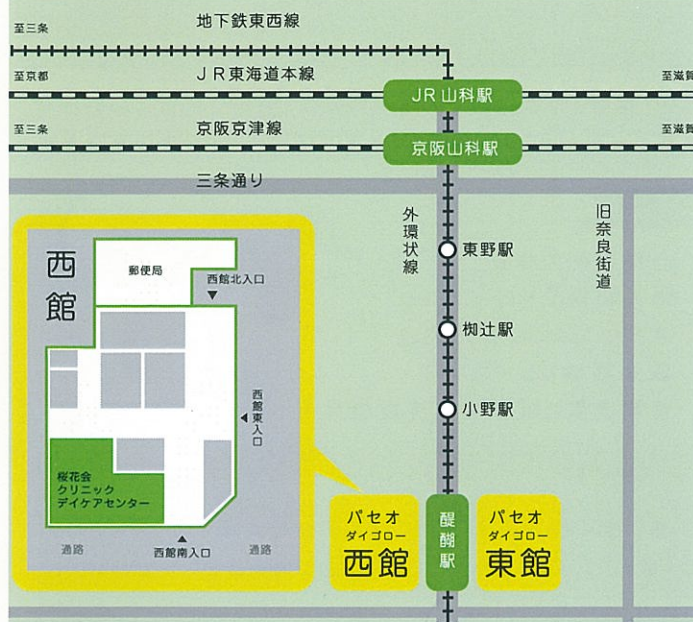 至三条
地下鉄東西線
至京都
JR東海道本線
JR山科駅
至滋賀
至三条
京阪京津線
京阪山科駅
至滋賀
三条通り
外環状線
旧奈良街道
東野駅
椥辻駅
小野駅
西館
郵便局
西館北入口
西館東入口
桜花会
クリニック
デイケアセンター
通路
西館南入口
通路
パセオ
ダイゴロー
西館
醍醐駅
パセオ
ダイゴロー
東館